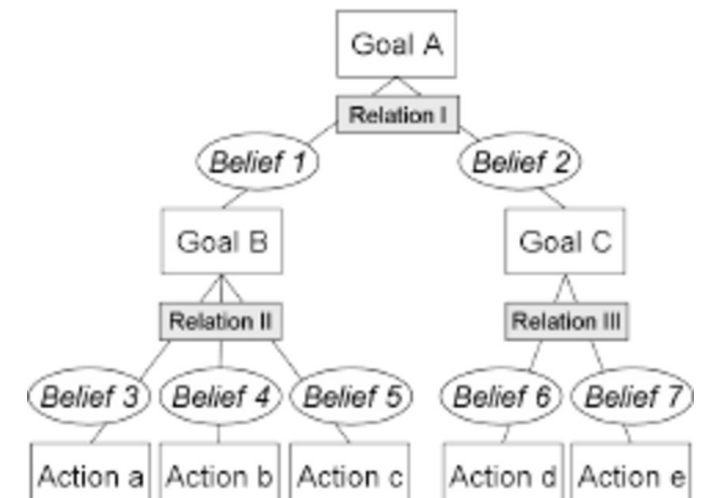 Goal A
Relation I
Belief 1 Belief 2
Goal B Goal C
Relation II Relation III
Belief 3 Belief 4 Belief 5 Belief 6 Belief 7
Action a Action b Action c Action d Action e